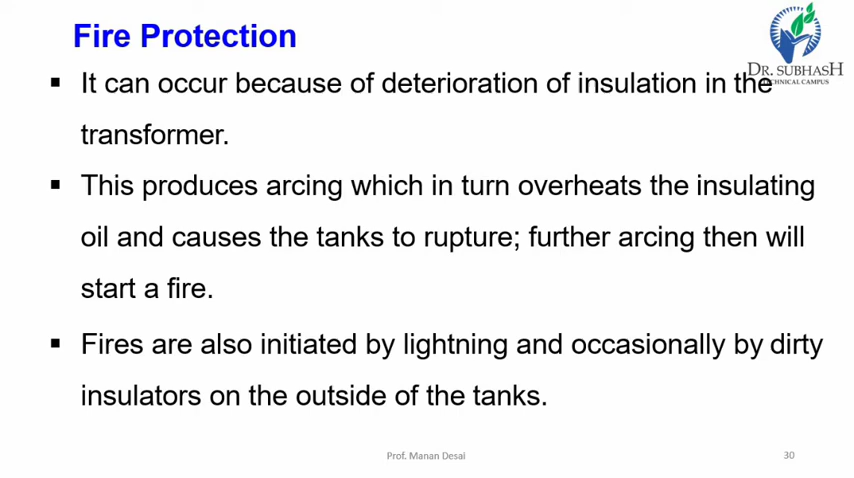 Fire Protection
DR. SUBHASH
TECHNICAL CAMPUS
▪ It can occur because of deterioration of insulation in the
transformer.
▪ This produces arcing which in turn overheats the insulating
oil and causes the tanks to rupture; further arcing then will
start a fire.
▪ Fires are also initiated by lightning and occasionally by dirty
insulators on the outside of the tanks.
Prof. Manan Desai
30